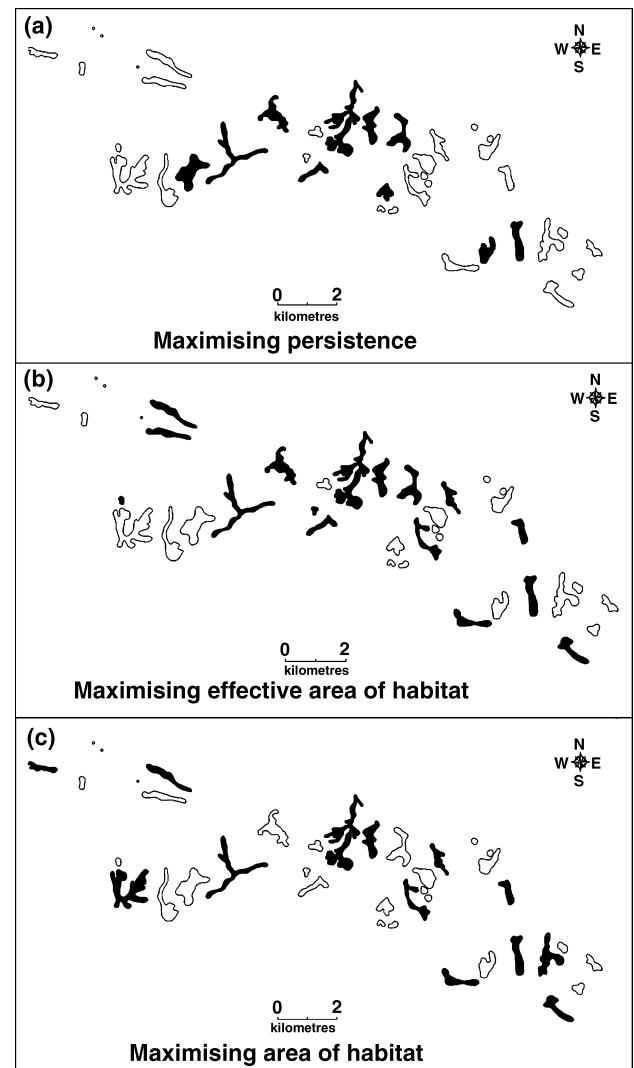 (a)
N
W E
S
0 2
kilometres
Maximising persistence
(b)
N
W E
S
0 2
kilometres
Maximising effective area of habitat
(c)
N
W E
S
0 2
kilometres
Maximising area of habitat